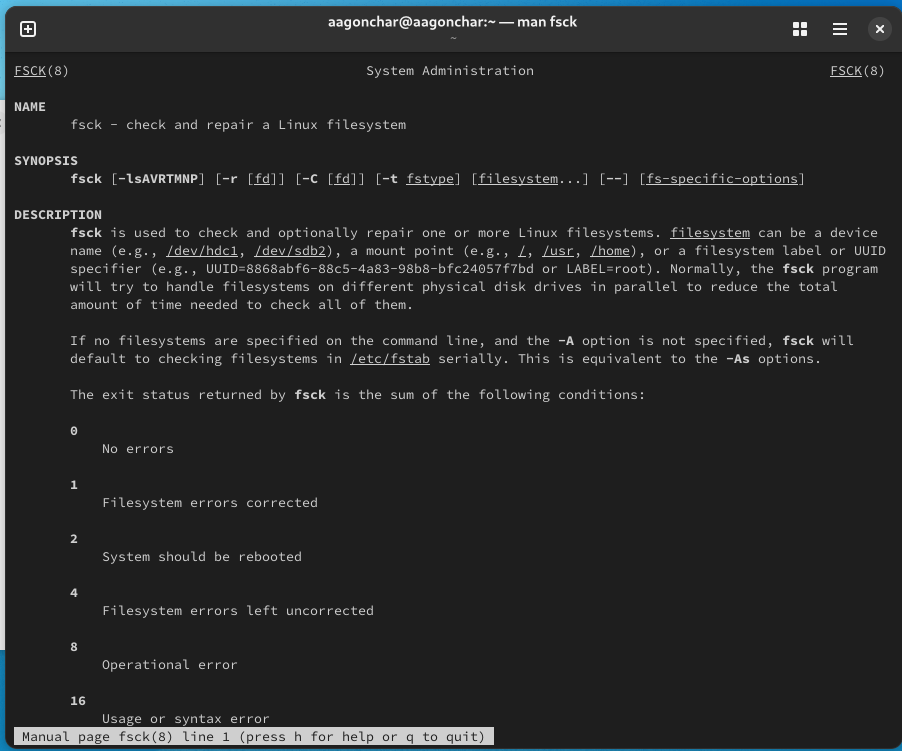 aagonchar@aagonchar:~ — man fsck
~
FSCK(8) System Administration FSCK(8)
NAME
fsck - check and repair a Linux filesystem
SYNOPSIS
fsck [-lsAVRTMNP] [-r [fd]] [-C [fd]] [-t fstype] [filesystem...] [--] [fs-specific-options]
DESCRIPTION
fsck is used to check and optionally repair one or more Linux filesystems. filesystem can be a device
name (e.g., /dev/hdc1, /dev/sdb2), a mount point (e.g., /, /usr, /home), or a filesystem label or UUID
specifier (e.g., UUID=8868abf6-88c5-4a83-98b8-bfc24057f7bd or LABEL=root). Normally, the fsck program
will try to handle filesystems on different physical disk drives in parallel to reduce the total
amount of time needed to check all of them.
If no filesystems are specified on the command line, and the -A option is not specified, fsck will
default to checking filesystems in /etc/fstab serially. This is equivalent to the -As options.
The exit status returned by fsck is the sum of the following conditions:
0
No errors
1
Filesystem errors corrected
2
System should be rebooted
4
Filesystem errors left uncorrected
8
Operational error
16
Usage or syntax error
Manual page fsck(8) line 1 (press h for help or q to quit)